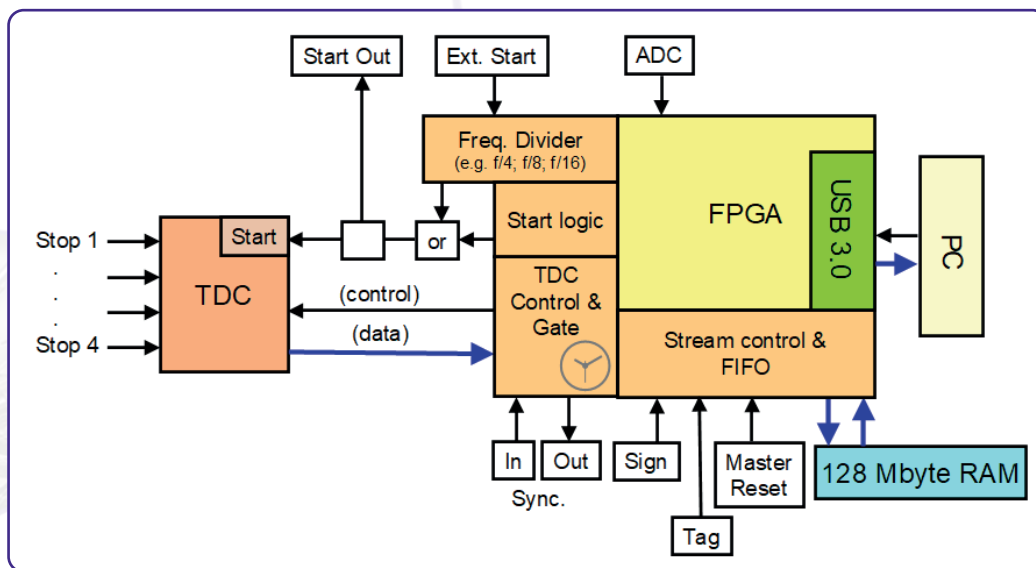 Start Out
Ext. Start
ADC
Freq. Divider
(e.g. f/4; f/8; f/16)
FPGA
USB 3.0
PC
Start logic
Start
or
Stop 1
.
.
Stop 4
TDC
(control)
(data)
TDC
Control &
Gate
Stream control &
FIFO
In
Out
Sync.
Sign
Tag
Master
Reset
128 Mbyte RAM